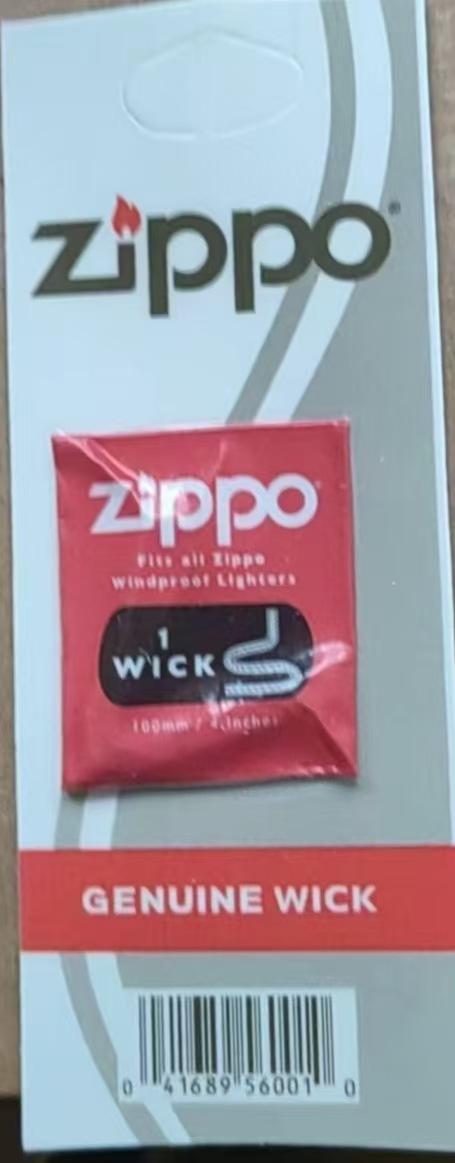 zippo®
zippo
Fits all Zippo
Windproof Lighters
1
WICK
100mm / 4 inches
GENUINE WICK
0 41689 56001 0